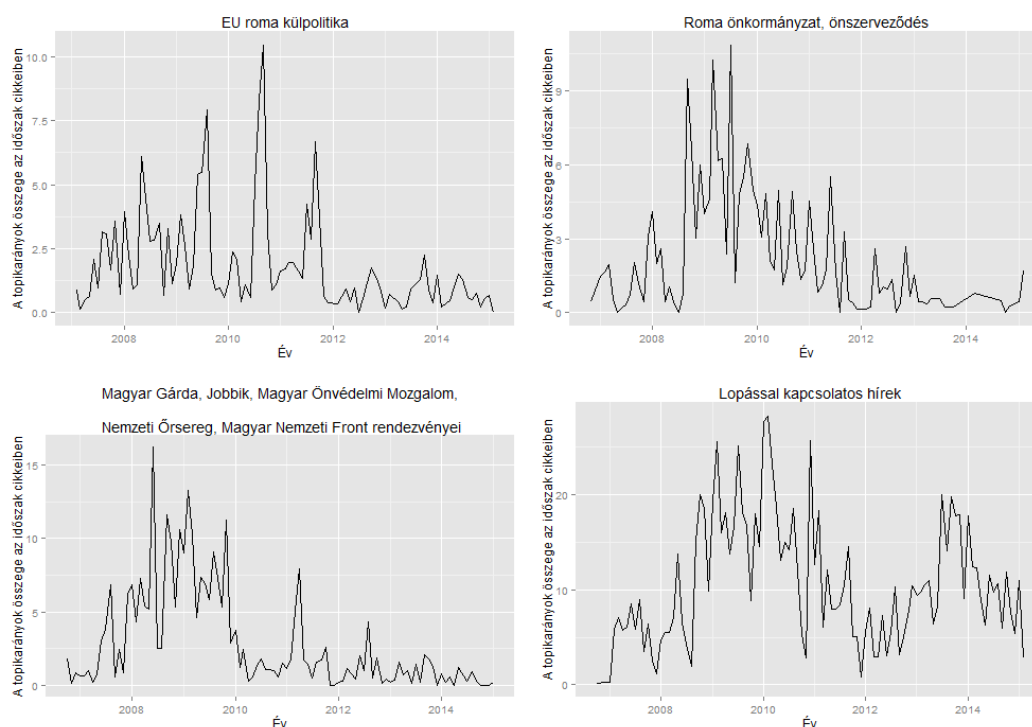 EU roma külpolitika
A topikarányok összege az időszak cikkeiben
10.0
7.5
5.0
2.5
0.0
2008
2010
2012
2014
Év
Roma önkormányzat, önszerveződés
A topikarányok összege az időszak cikkeiben
9
6
3
0
2008
2010
2012
2014
Év
Magyar Gárda, Jobbik, Magyar Önvédelmi Mozgalom,
Nemzeti Őrsereg, Magyar Nemzeti Front rendezvényei
A topikarányok összege az időszak cikkeiben
15
10
5
0
2008
2010
2012
2014
Év
Lopással kapcsolatos hírek
A topikarányok összege az időszak cikkeiben
20
10
0
2008
2010
2012
2014
Év